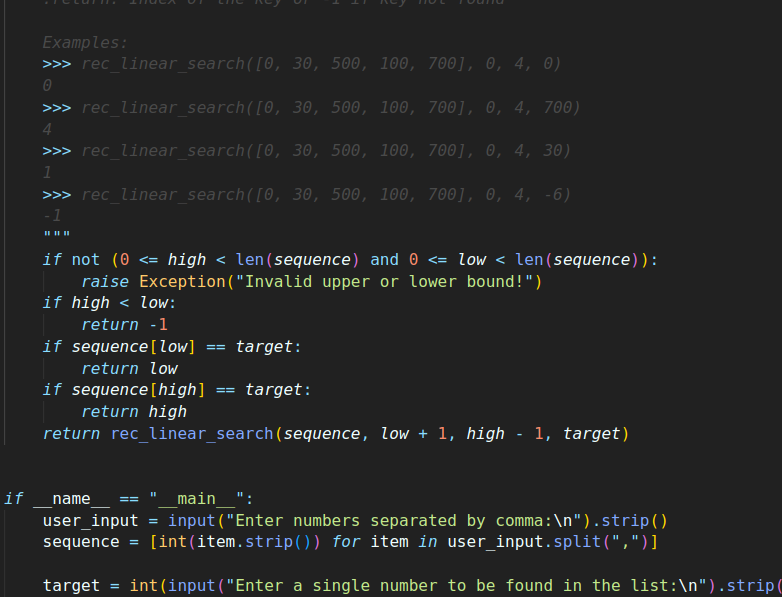 :return: Index of the key or -1 if key not found
Examples:
>>> rec_linear_search([0, 30, 500, 100, 700], 0, 4, 0)
0
>>> rec_linear_search([0, 30, 500, 100, 700], 0, 4, 700)
4
>>> rec_linear_search([0, 30, 500, 100, 700], 0, 4, 30)
1
>>> rec_linear_search([0, 30, 500, 100, 700], 0, 4, -6)
-1
"""
if not (0 <= high < len(sequence) and 0 <= low < len(sequence)):
raise Exception("Invalid upper or lower bound!")
if high < low:
return -1
if sequence[low] == target:
return low
if sequence[high] == target:
return high
return rec_linear_search(sequence, low + 1, high - 1, target)
if __name__ == "__main__":
user_input = input("Enter numbers separated by comma:\n").strip()
sequence = [int(item.strip()) for item in user_input.split(",")]
target = int(input("Enter a single number to be found in the list:\n").strip(